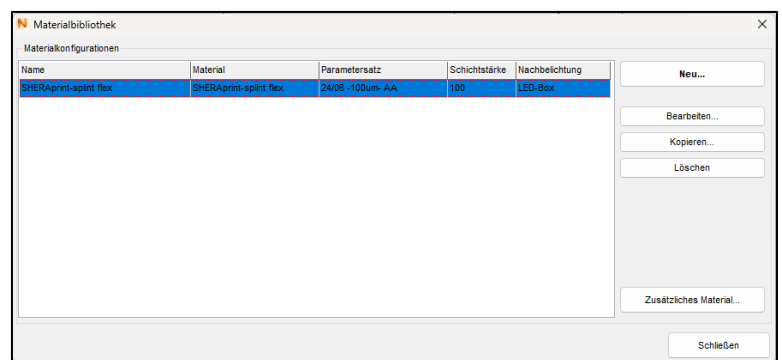 Materialbibliothek
Materialkonfigurationen
Name Material Parametersatz Schichtstärke Nachbelichtung
SHERAprint-splint flex SHERAprint-splint flex 24/06 -100um- AA 100 LED-Box
Neu...
Bearbeiten...
Kopieren...
Löschen
Zusätzliches Material...
Schließen